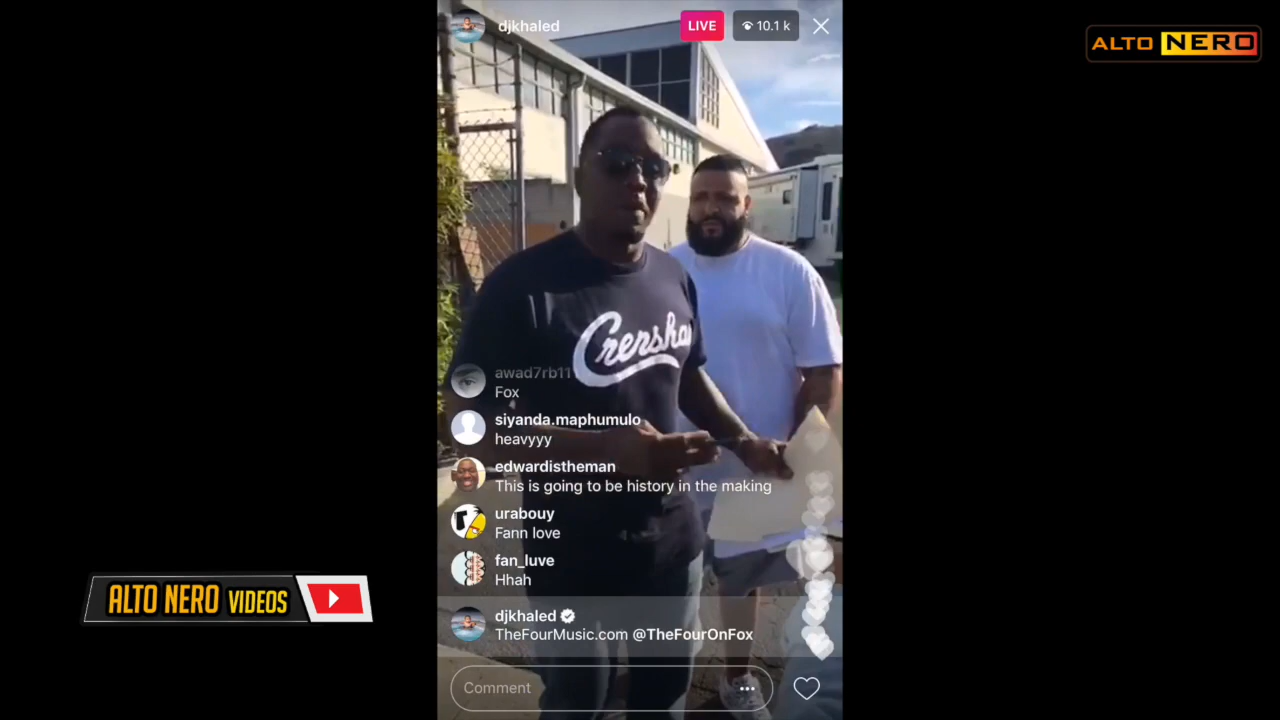 djkhaled
LIVE
10.1 k
ALTO NERO
Crensha
awad7rb11
Fox
siyanda.maphumulo
heavyyy
edwardistheman
This is going to be history in the making
urabouy
Fann love
fan_luve
Hhah
ALTO NERO VIDEOS
djkhaled
TheFourMusic.com @TheFourOnFox
Comment